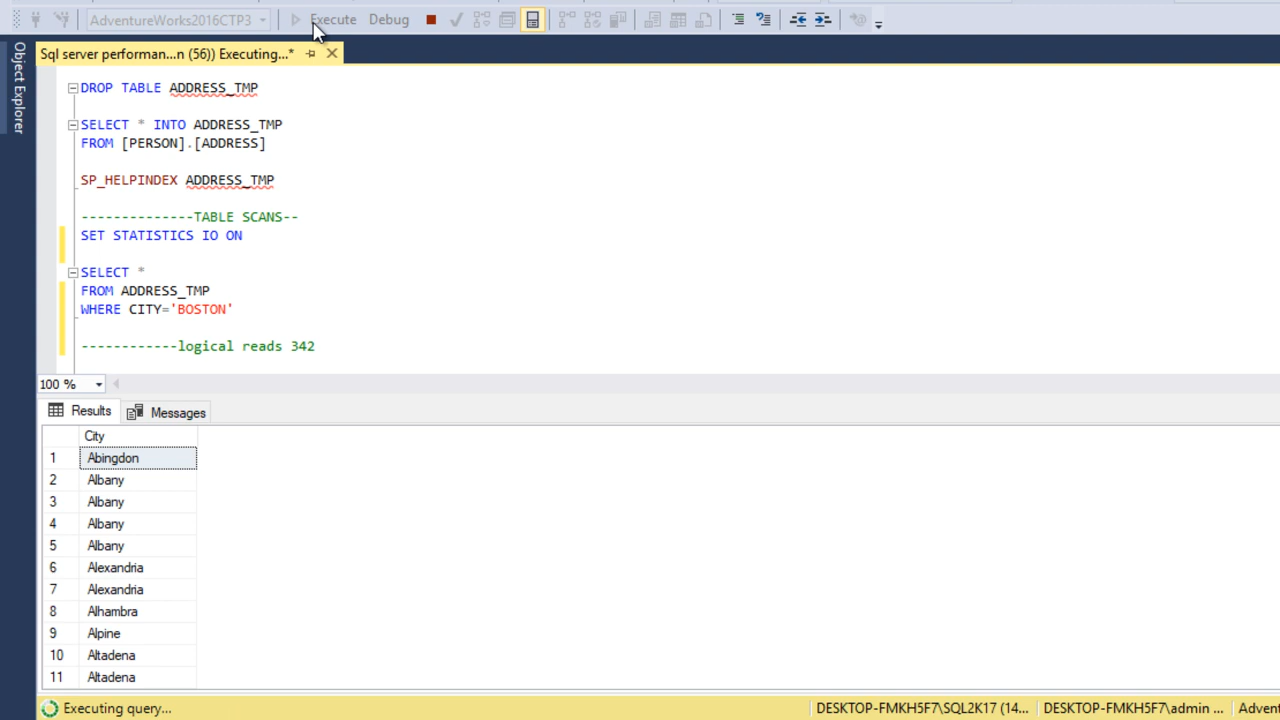 AdventureWorks2016CTP3 Execute Debug
Object Explorer
Sql server performan...n (56)) Executing...*
DROP TABLE ADDRESS_TMP
SELECT * INTO ADDRESS_TMP
FROM [PERSON].[ADDRESS]
SP_HELPINDEX ADDRESS_TMP
--------------TABLE SCANS--
SET STATISTICS IO ON
SELECT *
FROM ADDRESS_TMP
WHERE CITY='BOSTON'
------------logical reads 342
100 %
Results Messages
City
1 Abingdon
2 Albany
3 Albany
4 Albany
5 Albany
6 Alexandria
7 Alexandria
8 Alhambra
9 Alpine
10 Altadena
11 Altadena
Executing query... DESKTOP-FMKH5F7\SQL2K17 (14... DESKTOP-FMKH5F7\admin ... Advent